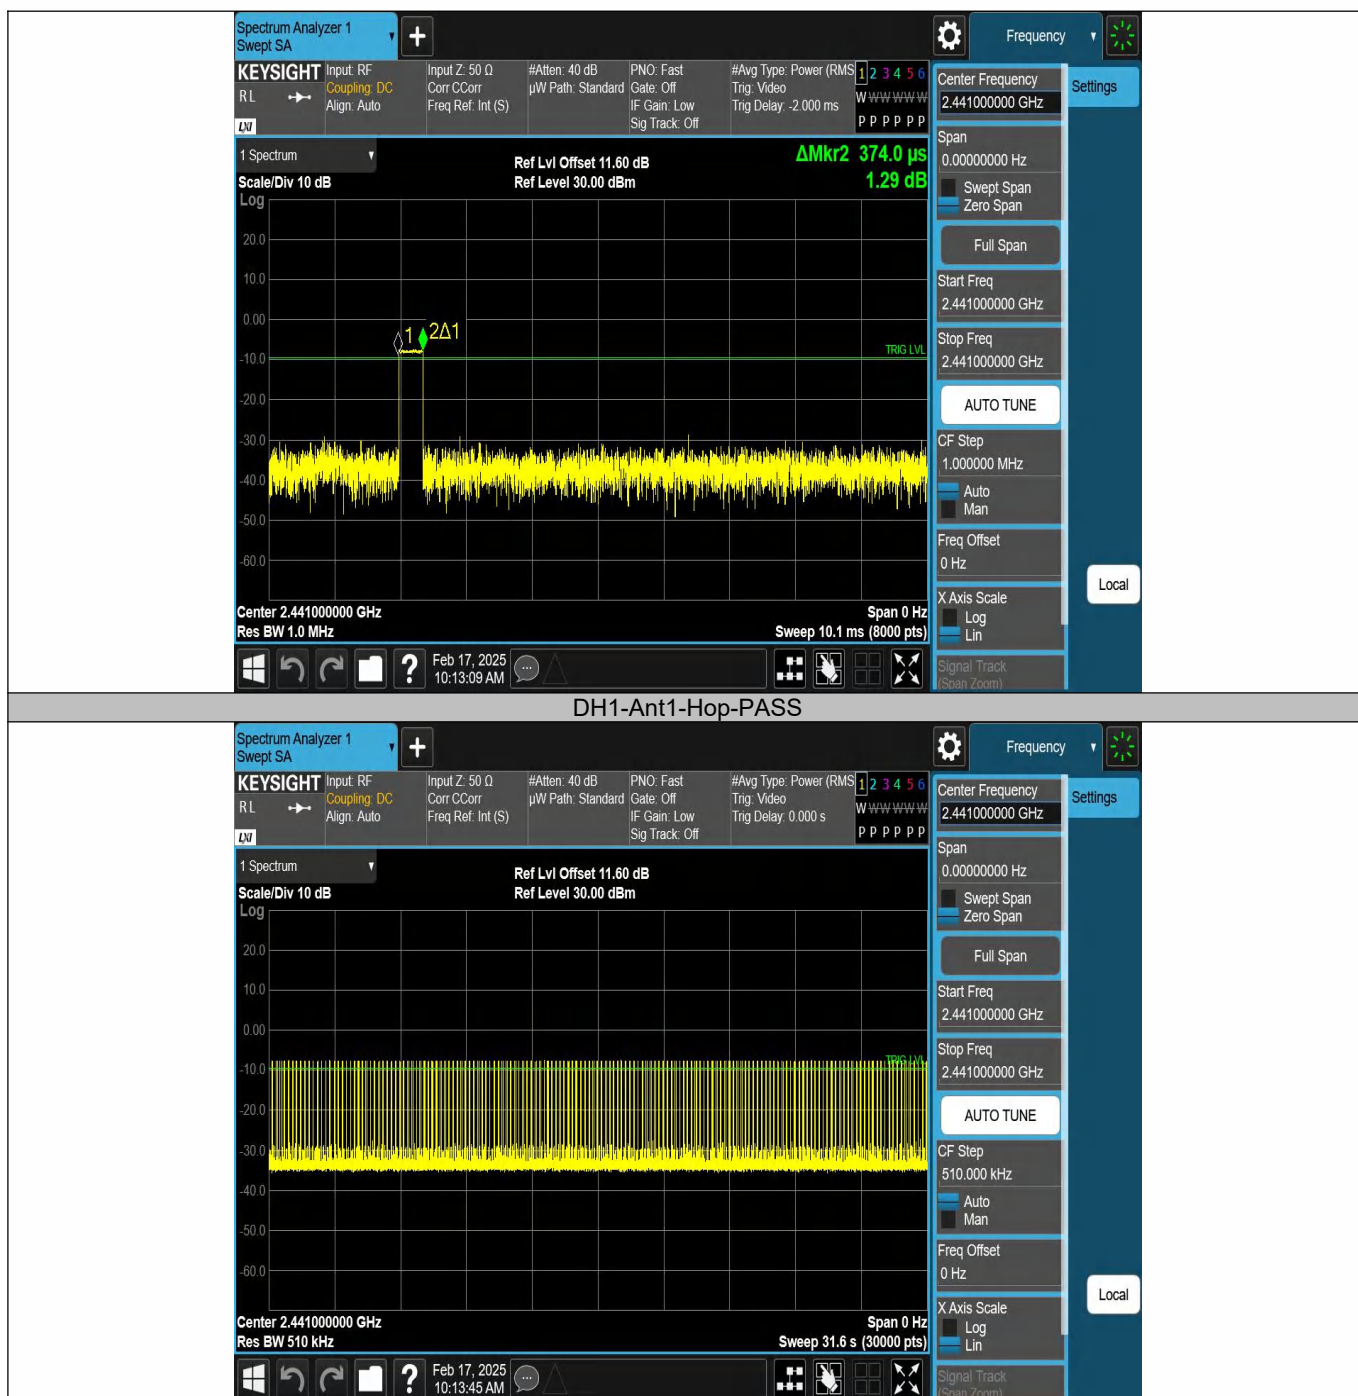 Spectrum Analyzer 1
Swept SA
Frequency
KEYSIGHT
RL
LXI
Input: RF
Coupling: DC
Align: Auto
Input Z: 50 Ω
Corr CCorr
Freq Ref: Int (S)
#Atten: 40 dB
µW Path: Standard
PNO: Fast
Gate: Off
IF Gain: Low
Sig Track: Off
#Avg Type: Power (RMS
Trig: Video
Trig Delay: -2.000 ms
1 2 3 4 5 6
W W W W W W
P P P P P P
1 Spectrum
Scale/Div 10 dB
Log
Ref Lvl Offset 11.60 dB
Ref Level 30.00 dBm
ΔMkr2 374.0 µs
1.29 dB
20.0
10.0
0.00
-10.0
-20.0
-30.0
-40.0
-50.0
-60.0
1
2Δ1
TRIG LVL
Center 2.441000000 GHz
Res BW 1.0 MHz
Span 0 Hz
Sweep 10.1 ms (8000 pts)
Feb 17, 2025
10:13:09 AM
Center Frequency
2.441000000 GHz
Settings
Span
0.00000000 Hz
Swept Span
Zero Span
Full Span
Start Freq
2.441000000 GHz
Stop Freq
2.441000000 GHz
AUTO TUNE
CF Step
1.000000 MHz
Auto
Man
Freq Offset
0 Hz
Local
X Axis Scale
Log
Lin
Signal Track
(Span Zoom)
DH1-Ant1-Hop-PASS
Spectrum Analyzer 1
Swept SA
Frequency
KEYSIGHT
RL
LXI
Input: RF
Coupling: DC
Align: Auto
Input Z: 50 Ω
Corr CCorr
Freq Ref: Int (S)
#Atten: 40 dB
µW Path: Standard
PNO: Fast
Gate: Off
IF Gain: Low
Sig Track: Off
#Avg Type: Power (RMS
Trig: Video
Trig Delay: 0.000 s
1 2 3 4 5 6
W W W W W W
P P P P P P
1 Spectrum
Scale/Div 10 dB
Log
Ref Lvl Offset 11.60 dB
Ref Level 30.00 dBm
20.0
10.0
0.00
-10.0
-20.0
-30.0
-40.0
-50.0
-60.0
TRIG LVL
Center 2.441000000 GHz
Res BW 510 kHz
Span 0 Hz
Sweep 31.6 s (30000 pts)
Feb 17, 2025
10:13:45 AM
Center Frequency
2.441000000 GHz
Settings
Span
0.00000000 Hz
Swept Span
Zero Span
Full Span
Start Freq
2.441000000 GHz
Stop Freq
2.441000000 GHz
AUTO TUNE
CF Step
510.000 kHz
Auto
Man
Freq Offset
0 Hz
Local
X Axis Scale
Log
Lin
Signal Track
(Span Zoom)